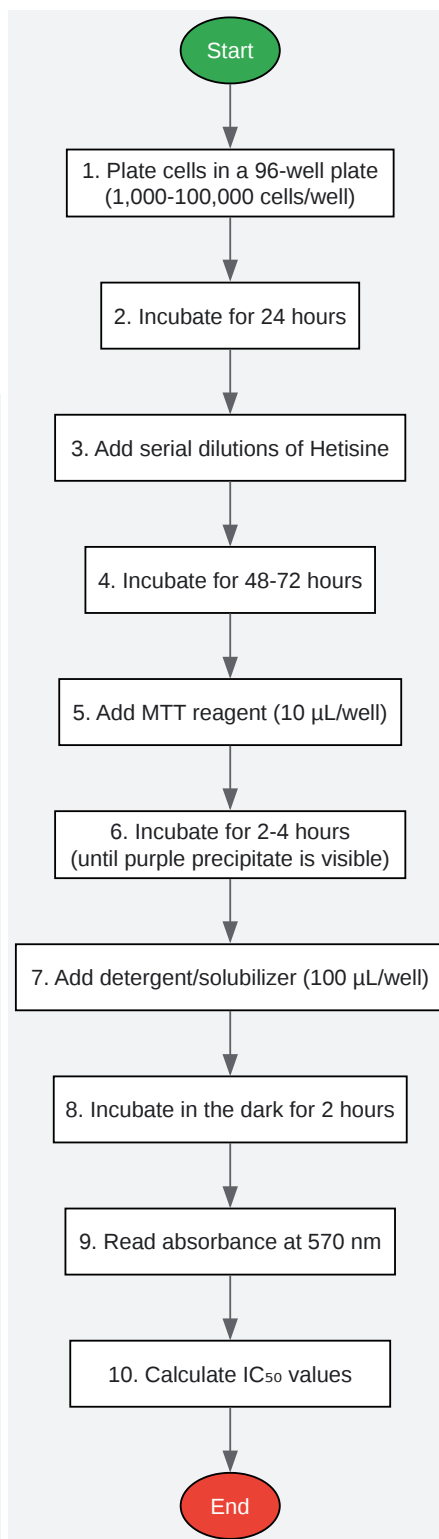 Start
1. Plate cells in a 96-well plate
(1,000-100,000 cells/well)
2. Incubate for 24 hours
3. Add serial dilutions of Hetisine
4. Incubate for 48-72 hours
5. Add MTT reagent (10 µL/well)
6. Incubate for 2-4 hours
(until purple precipitate is visible)
7. Add detergent/solubilizer (100 µL/well)
8. Incubate in the dark for 2 hours
9. Read absorbance at 570 nm
10. Calculate IC₅₀ values
End